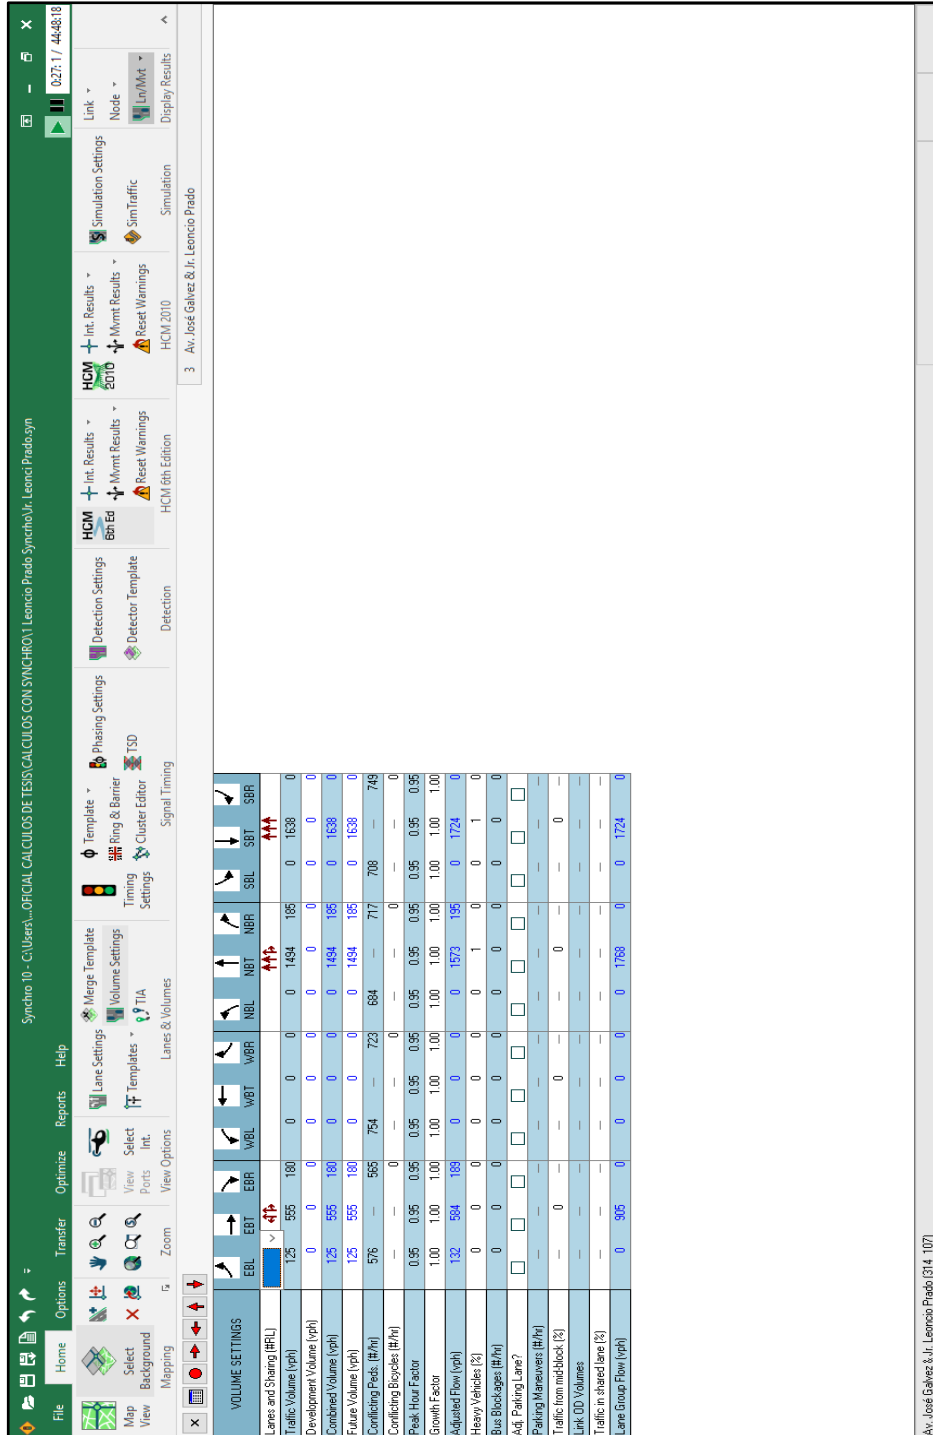 Synchro 10 - C:\Users\...OFICIAL CALCULOS DE TESIS\CALCULOS CON SYNCHRO\1 Leoncio Prado Syncrho\Jr. Leonci Prado.syn
File Home Options Transfer Optimize Reports Help 0:27: 1 / 44:48:18
Map View
Select Background
Mapping
Zoom
View Ports
Select Int.
View Options
Lane Settings
Templates
Merge Template
Volume Settings
TIA
Lanes & Volumes
Timing Settings
Template
Ring & Barrier
Cluster Editor
Phasing Settings
TSD
Signal Timing
Detection Settings
Detector Template
Detection
HCM 6th Ed
Int. Results
Mvmt Results
Reset Warnings
HCM 6th Edition
HCM 2010
Int. Results
Mvmt Results
Reset Warnings
HCM 2010
Simulation Settings
SimTraffic
Simulation
Link
Node
Ln/Mvt
Display Results
3 Av. José Galvez & Jr. Leoncio Prado
VOLUME SETTINGS EBL EBT EBR WBL WBT WBR NBL NBT NBR SBL SBT SBR
Lanes and Sharing (#RL)
Traffic Volume (vph) 125 555 180 0 0 0 0 1494 185 0 1638 0
Development Volume (vph) 0 0 0 0 0 0 0 0 0 0 0 0
Combined Volume (vph) 125 555 180 0 0 0 0 1494 185 0 1638 0
Future Volume (vph) 125 555 180 0 0 0 0 1494 185 0 1638 0
Conflicting Peds. (#/hr) 576 — 565 754 — 723 684 — 717 708 — 749
Conflicting Bicycles (#/hr) — — 0 — — 0 — — 0 — — 0
Peak Hour Factor 0.95 0.95 0.95 0.95 0.95 0.95 0.95 0.95 0.95 0.95 0.95 0.95
Growth Factor 1.00 1.00 1.00 1.00 1.00 1.00 1.00 1.00 1.00 1.00 1.00 1.00
Adjusted Flow (vph) 132 584 189 0 0 0 0 1573 195 0 1724 0
Heavy Vehicles (%) 0 0 0 0 0 0 0 1 0 0 1 0
Bus Blockages (#/hr) 0 0 0 0 0 0 0 0 0 0 0 0
Adj. Parking Lane?
Parking Maneuvers (#/hr) — — — — — — — — — — — —
Traffic from mid-block (%) — 0 — — 0 — — 0 — — 0 —
Link OD Volumes — — — —
Traffic in shared lane (%) — — — — — — — — — — — —
Lane Group Flow (vph) 0 905 0 0 0 0 0 1768 0 0 1724 0
Av. José Galvez & Jr. Leoncio Prado (314, 107)